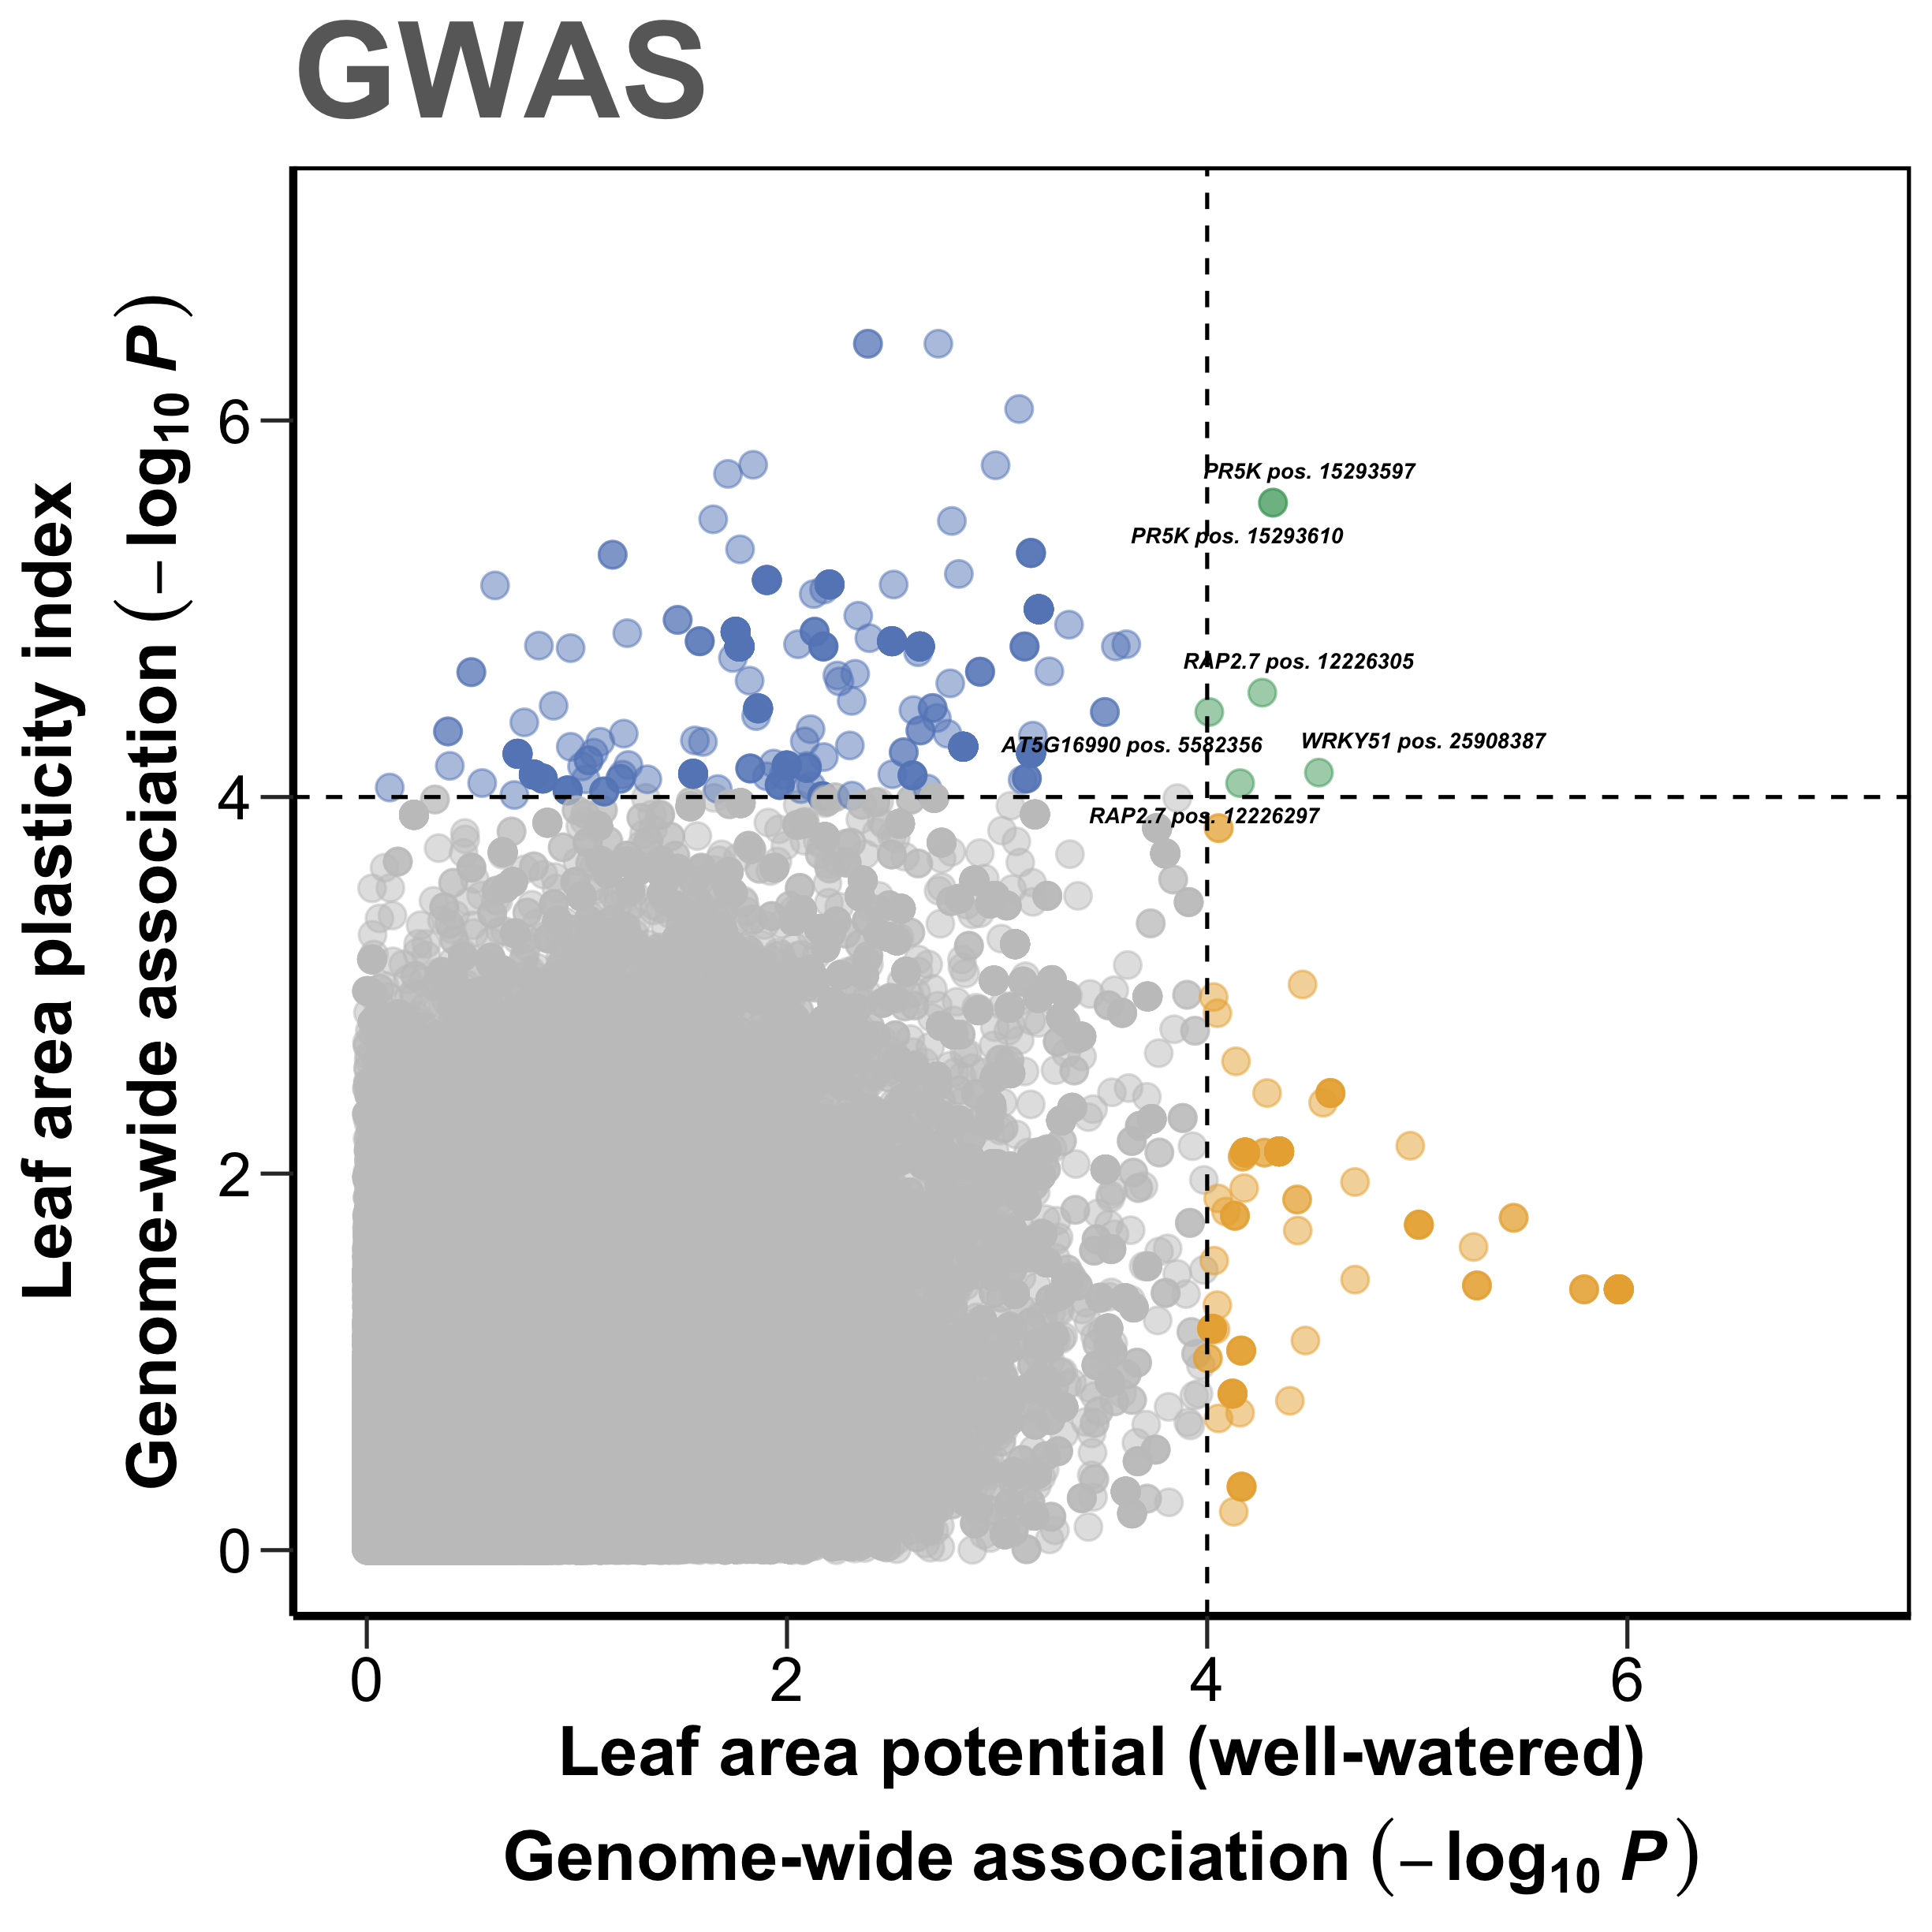 GWAS
Leaf area plasticity index
Genome-wide association (−log10 P)
6
4
2
0
PR5K pos. 15293597
PR5K pos. 15293610
RAP2.7 pos. 12226305
AT5G16990 pos. 5582356
WRKY51 pos. 25908387
RAP2.7 pos. 12226297
0 2 4 6
Leaf area potential (well-watered)
Genome-wide association (−log10 P)